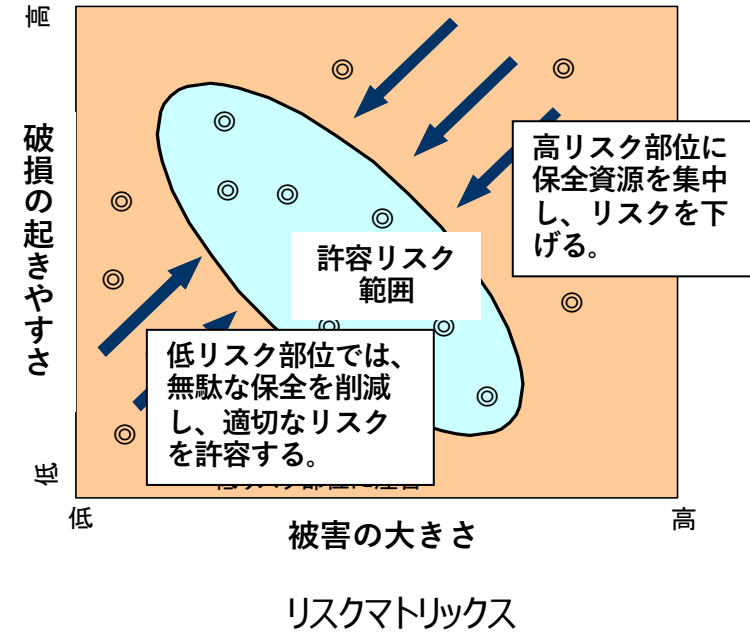 高
破損の起きやすさ
低
高リスク部位に
保全資源を集中
し、リスクを下
げる。
許容リスク
範囲
低リスク部位では、
無駄な保全を削減
し、適切なリスク
を許容する。
低
高
被害の大きさ
リスクマトリックス